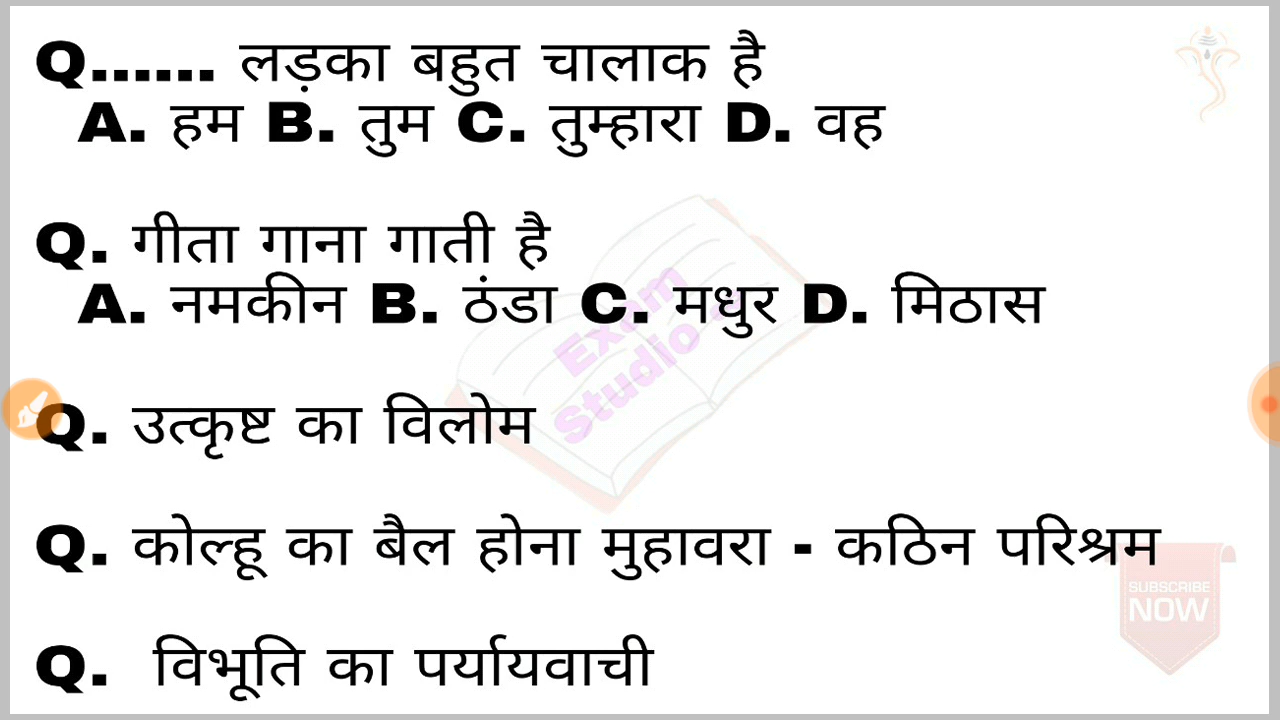 Q...... लड़का बहुत चालाक है
A. हम B. तुम C. तुम्हारा D. वह
Q. गीता गाना गाती है
A. नमकीन B. ठंडा C. मधुर D. मिठास
Exam
Studio
Q. उत्कृष्ट का विलोम
Q. कोल्हू का बैल होना मुहावरा - कठिन परिश्रम
SUBSCRIBE
NOW
Q. विभूति का पर्यायवाची